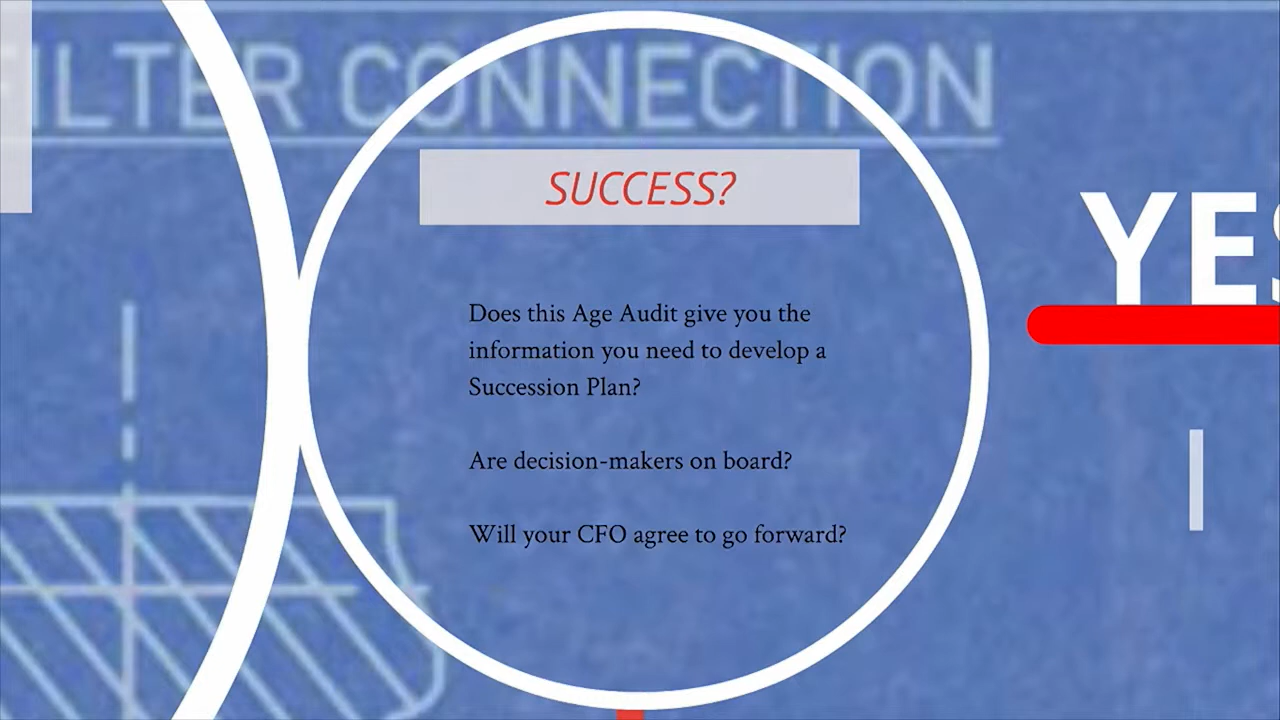 FILTER CONNECTION
SUCCESS?
YES
Does this Age Audit give you the
information you need to develop a
Succession Plan?
Are decision-makers on board?
Will your CFO agree to go forward?